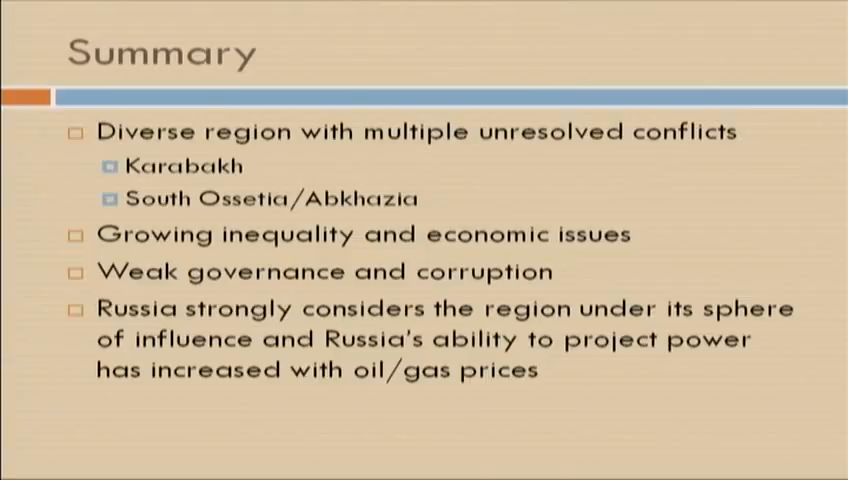 Summary
Diverse region with multiple unresolved conflicts
Karabakh
South Ossetia/Abkhazia
Growing inequality and economic issues
Weak governance and corruption
Russia strongly considers the region under its sphere
of influence and Russia's ability to project power
has increased with oil/gas prices